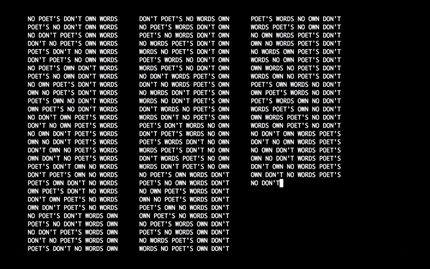 NO POET'S DON'T OWN WORDS
POET'S NO DON'T OWN WORDS
NO DON'T POET'S OWN WORDS
DON'T NO POET'S OWN WORDS
POET'S DON'T NO OWN WORDS
DON'T POET'S NO OWN WORDS
NO POET'S OWN DON'T WORDS
POET'S NO OWN DON'T WORDS
NO OWN POET'S DON'T WORDS
OWN NO POET'S DON'T WORDS
POET'S OWN NO DON'T WORDS
OWN POET'S NO DON'T WORDS
NO DON'T OWN POET'S WORDS
DON'T NO OWN POET'S WORDS
NO OWN DON'T POET'S WORDS
OWN NO DON'T POET'S WORDS
DON'T OWN NO POET'S WORDS
OWN DON'T NO POET'S WORDS
POET'S DON'T OWN NO WORDS
DON'T POET'S OWN NO WORDS
POET'S OWN DON'T NO WORDS
OWN POET'S DON'T NO WORDS
DON'T OWN POET'S NO WORDS
OWN DON'T POET'S NO WORDS
NO POET'S DON'T WORDS OWN
POET'S NO DON'T WORDS OWN
NO DON'T POET'S WORDS OWN
DON'T NO POET'S WORDS OWN
POET'S DON'T NO WORDS OWN
DON'T POET'S NO WORDS OWN
NO POET'S WORDS DON'T OWN
POET'S NO WORDS DON'T OWN
NO WORDS POET'S DON'T OWN
WORDS NO POET'S DON'T OWN
POET'S WORDS NO DON'T OWN
WORDS POET'S NO DON'T OWN
NO DON'T WORDS POET'S OWN
DON'T NO WORDS POET'S OWN
NO WORDS DON'T POET'S OWN
WORDS NO DON'T POET'S OWN
DON'T WORDS NO POET'S OWN
WORDS DON'T NO POET'S OWN
POET'S DON'T WORDS NO OWN
DON'T POET'S WORDS NO OWN
POET'S WORDS DON'T NO OWN
WORDS POET'S DON'T NO OWN
DON'T WORDS POET'S NO OWN
WORDS DON'T POET'S NO OWN
NO POET'S OWN WORDS DON'T
POET'S NO OWN WORDS DON'T
NO OWN POET'S WORDS DON'T
OWN NO POET'S WORDS DON'T
POET'S OWN NO WORDS DON'T
OWN POET'S NO WORDS DON'T
NO POET'S WORDS OWN DON'T
POET'S NO WORDS OWN DON'T
NO WORDS POET'S OWN DON'T
WORDS NO POET'S OWN DON'T
POET'S WORDS NO OWN DON'T
WORDS POET'S NO OWN DON'T
NO OWN WORDS POET'S DON'T
OWN NO WORDS POET'S DON'T
NO WORDS OWN POET'S DON'T
WORDS NO OWN POET'S DON'T
OWN WORDS NO POET'S DON'T
WORDS OWN NO POET'S DON'T
POET'S OWN WORDS NO DON'T
OWN POET'S WORDS NO DON'T
POET'S WORDS OWN NO DON'T
WORDS POET'S OWN NO DON'T
OWN WORDS POET'S NO DON'T
WORDS OWN POET'S NO DON'T
NO DON'T OWN WORDS POET'S
DON'T NO OWN WORDS POET'S
NO OWN DON'T WORDS POET'S
OWN NO DON'T WORDS POET'S
DON'T OWN NO WORDS POET'S
OWN DON'T NO WORDS POET'S
NO DON'T